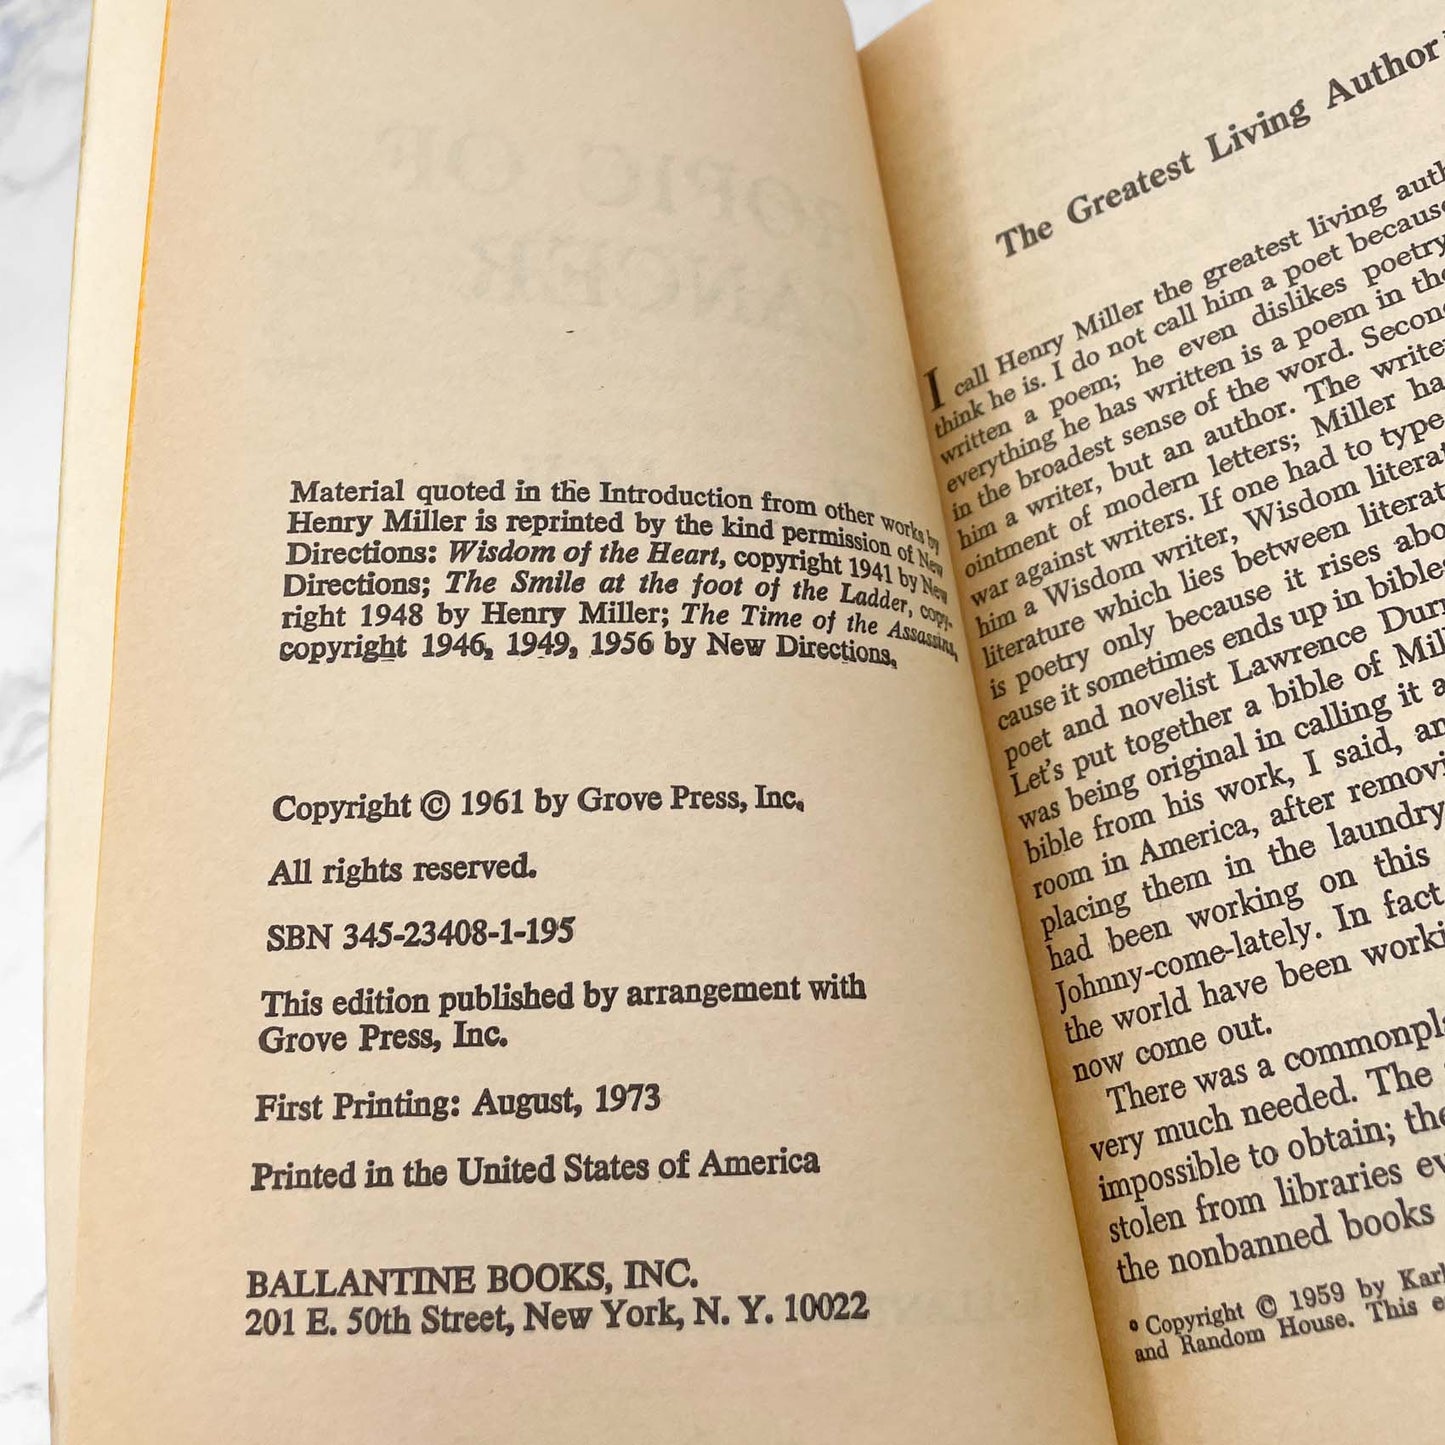 Material quoted in the Introduction from other works by
Henry Miller is reprinted by the kind permission of New
Directions: Wisdom of the Heart, copyright 1941 by New
Directions; The Smile at the foot of the Ladder, copy-
right 1948 by Henry Miller; The Time of the Assassins,
copyright 1946, 1949, 1956 by New Directions.
Copyright © 1961 by Grove Press, Inc.
All rights reserved.
SBN 345-23408-1-195
This edition published by arrangement with
Grove Press, Inc.
First Printing: August, 1973
Printed in the United States of America
BALLANTINE BOOKS, INC.
201 E. 50th Street, New York, N. Y. 10022
The Greatest Living Author
I call Henry Miller the greatest living auth
think he is. I do not call him a poet because
written a poem; he even dislikes poetry
everything he has written is a poem in the
in the broadest sense of the word. Second
him a writer, but an author. The writer
ointment of modern letters; Miller ha
war against writers. If one had to type
him a Wisdom writer, Wisdom literat
literature which lies between literat
is poetry only because it rises abo
cause it sometimes ends up in bibles
poet and novelist Lawrence Durr
Let's put together a bible of Mil
was being original in calling it a
bible from his work, I said, an
room in America, after removi
placing them in the laundry
had been working on this
Johnny-come-lately. In fact
the world have been worki
now come out.
There was a commonpla
very much needed. The
impossible to obtain; the
stolen from libraries ev
the nonbanned books
° Copyright © 1959 by Karl
and Random House. This e